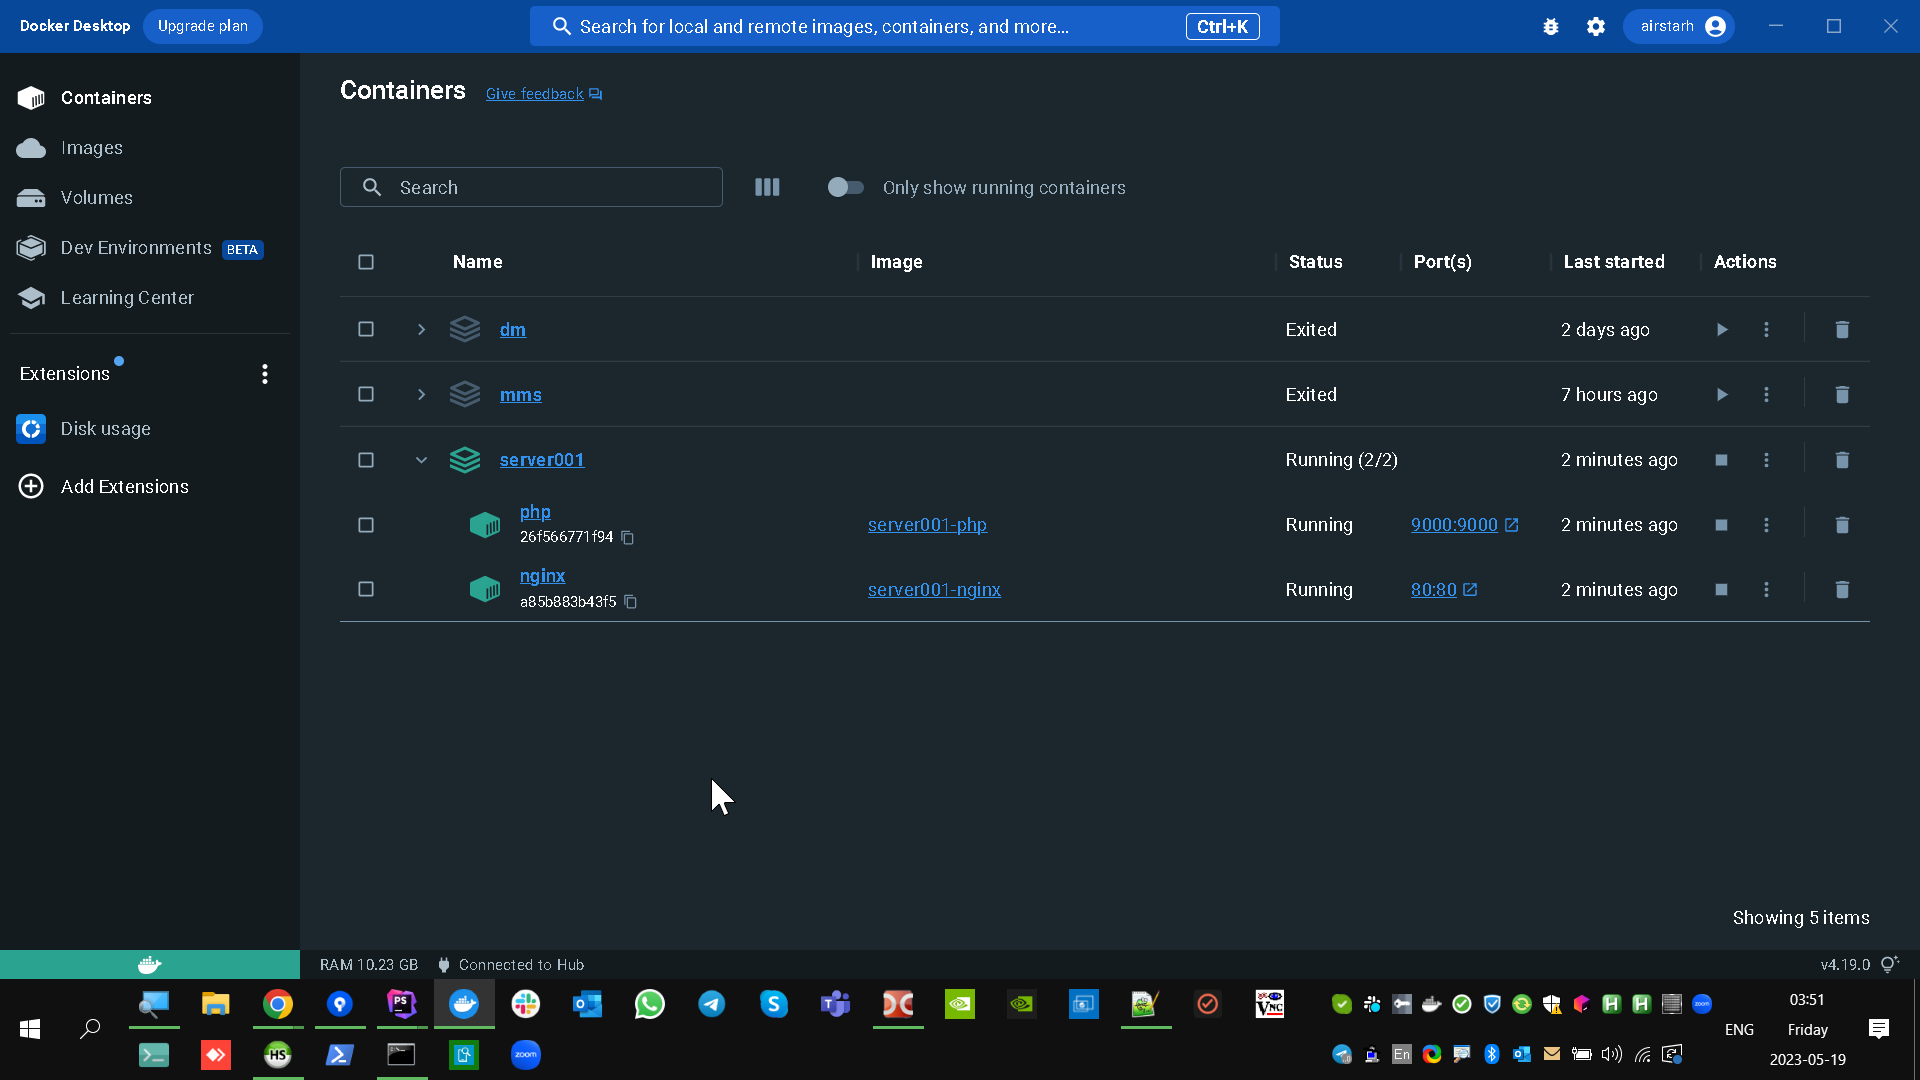 Docker Desktop
Upgrade plan
Search for local and remote images, containers, and more...
Ctrl+K
airstarh
Containers
Images
Volumes
Dev Environments BETA
Learning Center
Extensions
Disk usage
Add Extensions
Containers Give feedback
Search
Only show running containers
Name Image Status Port(s) Last started Actions
dm Exited 2 days ago
mms Exited 7 hours ago
server001 Running (2/2) 2 minutes ago
php
26f566771f94
server001-php Running 9000:9000 2 minutes ago
nginx
a85b883b43f5
server001-nginx Running 80:80 2 minutes ago
Showing 5 items
RAM 10.23 GB Connected to Hub
v4.19.0
PS
HS
zoom
VNC
En
ENG
03:51
Friday
2023-05-19